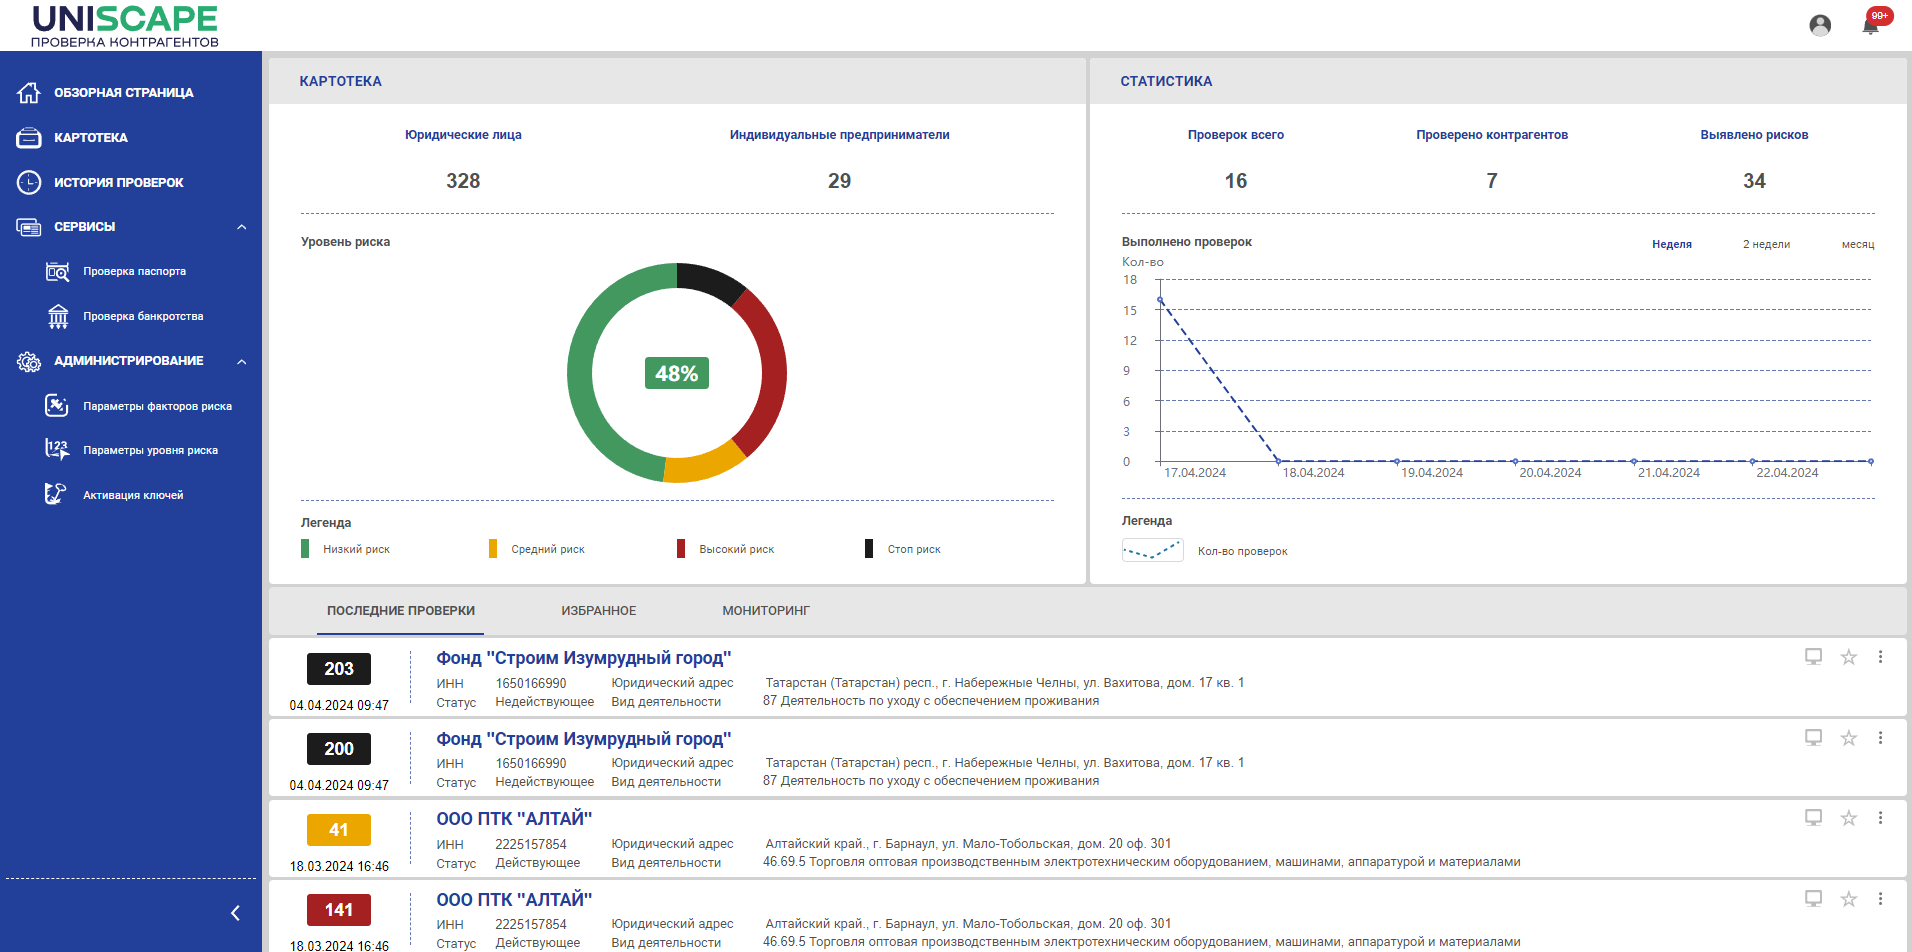 UNISCAPE
ПРОВЕРКА КОНТРАГЕНТОВ
99+
ОБЗОРНАЯ СТРАНИЦА
КАРТОТЕКА
ИСТОРИЯ ПРОВЕРОК
СЕРВИСЫ
Проверка паспорта
Проверка банкротства
АДМИНИСТРИРОВАНИЕ
Параметры факторов риска
123
Параметры уровня риска
Активация ключей
КАРТОТЕКА
Юридические лица Индивидуальные предприниматели
328 29
Уровень риска
48%
Легенда
Низкий риск Средний риск Высокий риск Стоп риск
СТАТИСТИКА
Проверок всего Проверено контрагентов Выявлено рисков
16 7 34
Выполнено проверок Неделя 2 недели месяц
Кол-во
18
15
12
9
6
3
0
17.04.2024 18.04.2024 19.04.2024 20.04.2024 21.04.2024 22.04.2024
Легенда
Кол-во проверок
ПОСЛЕДНИЕ ПРОВЕРКИ ИЗБРАННОЕ МОНИТОРИНГ
203
04.04.2024 09:47
Фонд "Строим Изумрудный город"
ИНН 1650166990 Юридический адрес Татарстан (Татарстан) респ., г. Набережные Челны, ул. Вахитова, дом. 17 кв. 1
Статус Недействующее Вид деятельности 87 Деятельность по уходу с обеспечением проживания
200
04.04.2024 09:47
Фонд "Строим Изумрудный город"
ИНН 1650166990 Юридический адрес Татарстан (Татарстан) респ., г. Набережные Челны, ул. Вахитова, дом. 17 кв. 1
Статус Недействующее Вид деятельности 87 Деятельность по уходу с обеспечением проживания
41
18.03.2024 16:46
ООО ПТК "АЛТАЙ"
ИНН 2225157854 Юридический адрес Алтайский край., г. Барнаул, ул. Мало-Тобольская, дом. 20 оф. 301
Статус Действующее Вид деятельности 46.69.5 Торговля оптовая производственным электротехническим оборудованием, машинами, аппаратурой и материалами
141
18.03.2024 16:46
ООО ПТК "АЛТАЙ"
ИНН 2225157854 Юридический адрес Алтайский край., г. Барнаул, ул. Мало-Тобольская, дом. 20 оф. 301
Статус Действующее Вид деятельности 46.69.5 Торговля оптовая производственным электротехническим оборудованием, машинами, аппаратурой и материалами